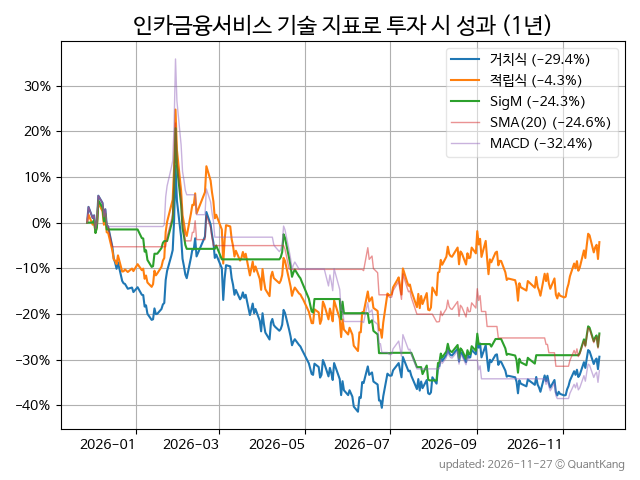 인카금융서비스 기술 지표로 투자 시 성과 (1년)
거치식 (−29.4%)
적립식 (−4.3%)
SigM (−24.3%)
SMA(20) (−24.6%)
MACD (−32.4%)
30%
20%
10%
0%
−10%
−20%
−30%
−40%
2026-01 2026-03 2026-05 2026-07 2026-09 2026-11
updated: 2026-11-27 © QuantKang